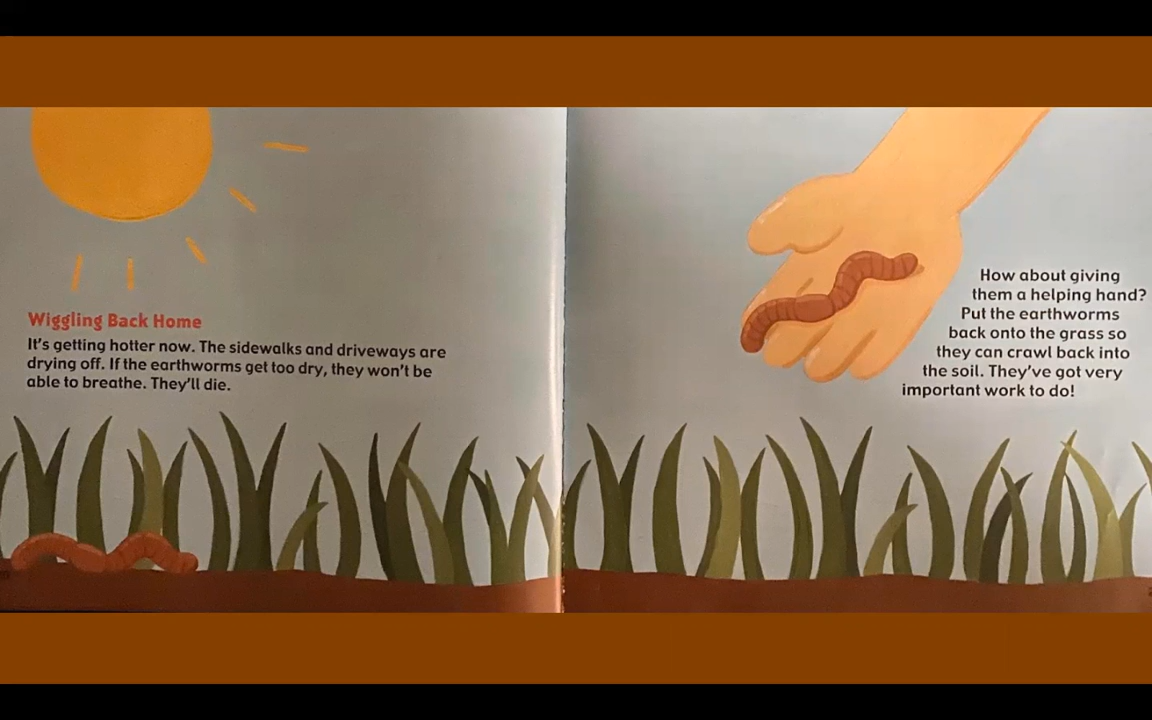 Wiggling Back Home
It's getting hotter now. The sidewalks and driveways are
drying off. If the earthworms get too dry, they won't be
able to breathe. They'll die.
How about giving
them a helping hand?
Put the earthworms
back onto the grass so
they can crawl back into
the soil. They've got very
important work to do!